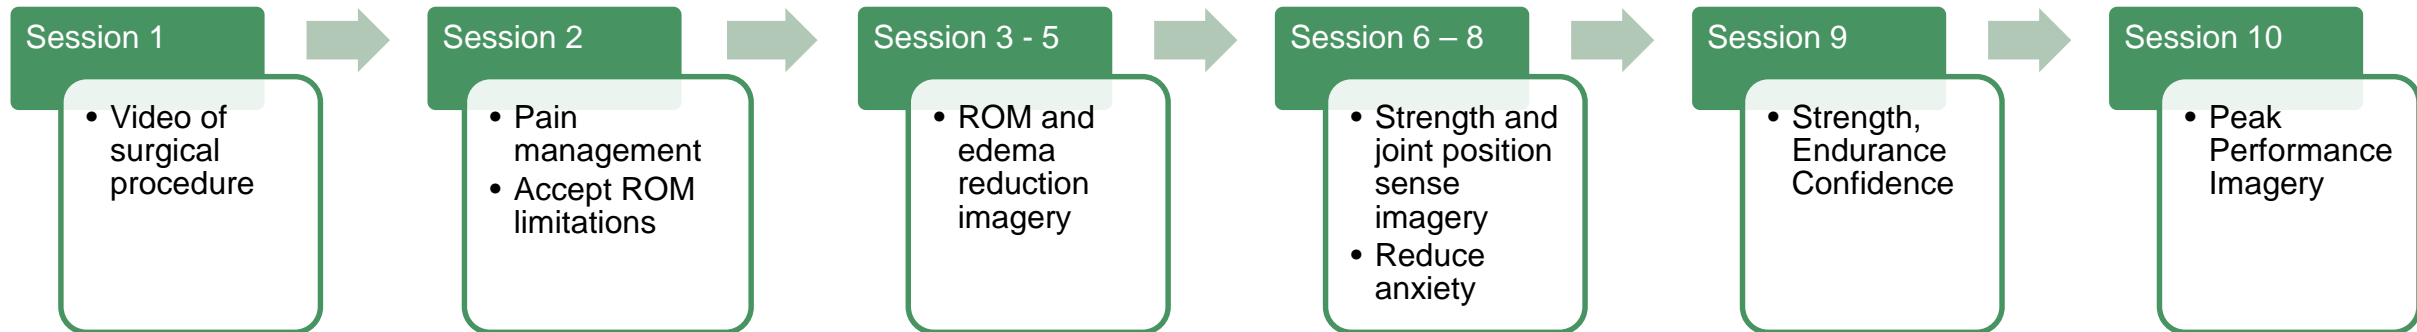 Session 1
• Video of
surgical
procedure
Session 2
• Pain
management
• Accept ROM
limitations
Session 3 - 5
• ROM and
edema
reduction
imagery
Session 6 – 8
• Strength and
joint position
sense
imagery
• Reduce
anxiety
Session 9
• Strength,
Endurance
Confidence
Session 10
• Peak
Performance
Imagery